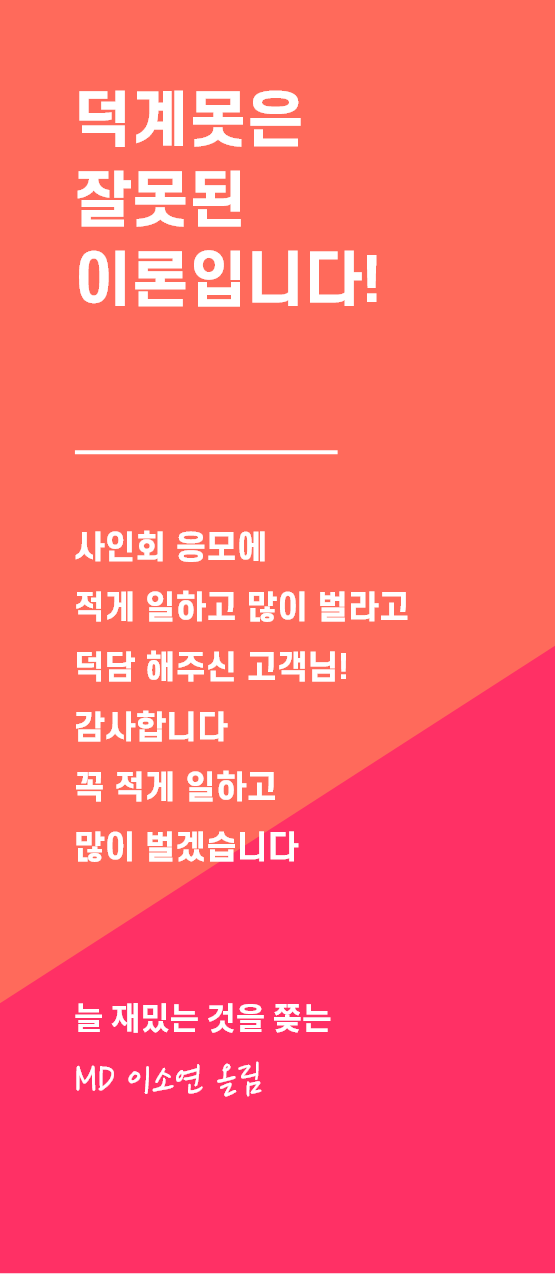 덕계못은
잘못된
이론입니다!
사인회 응모에
적게 일하고 많이 벌라고
덕담 해주신 고객님!
감사합니다
꼭 적게 일하고
많이 벌겠습니다
늘 재밌는 것을 쫓는
MD 이소연 올림